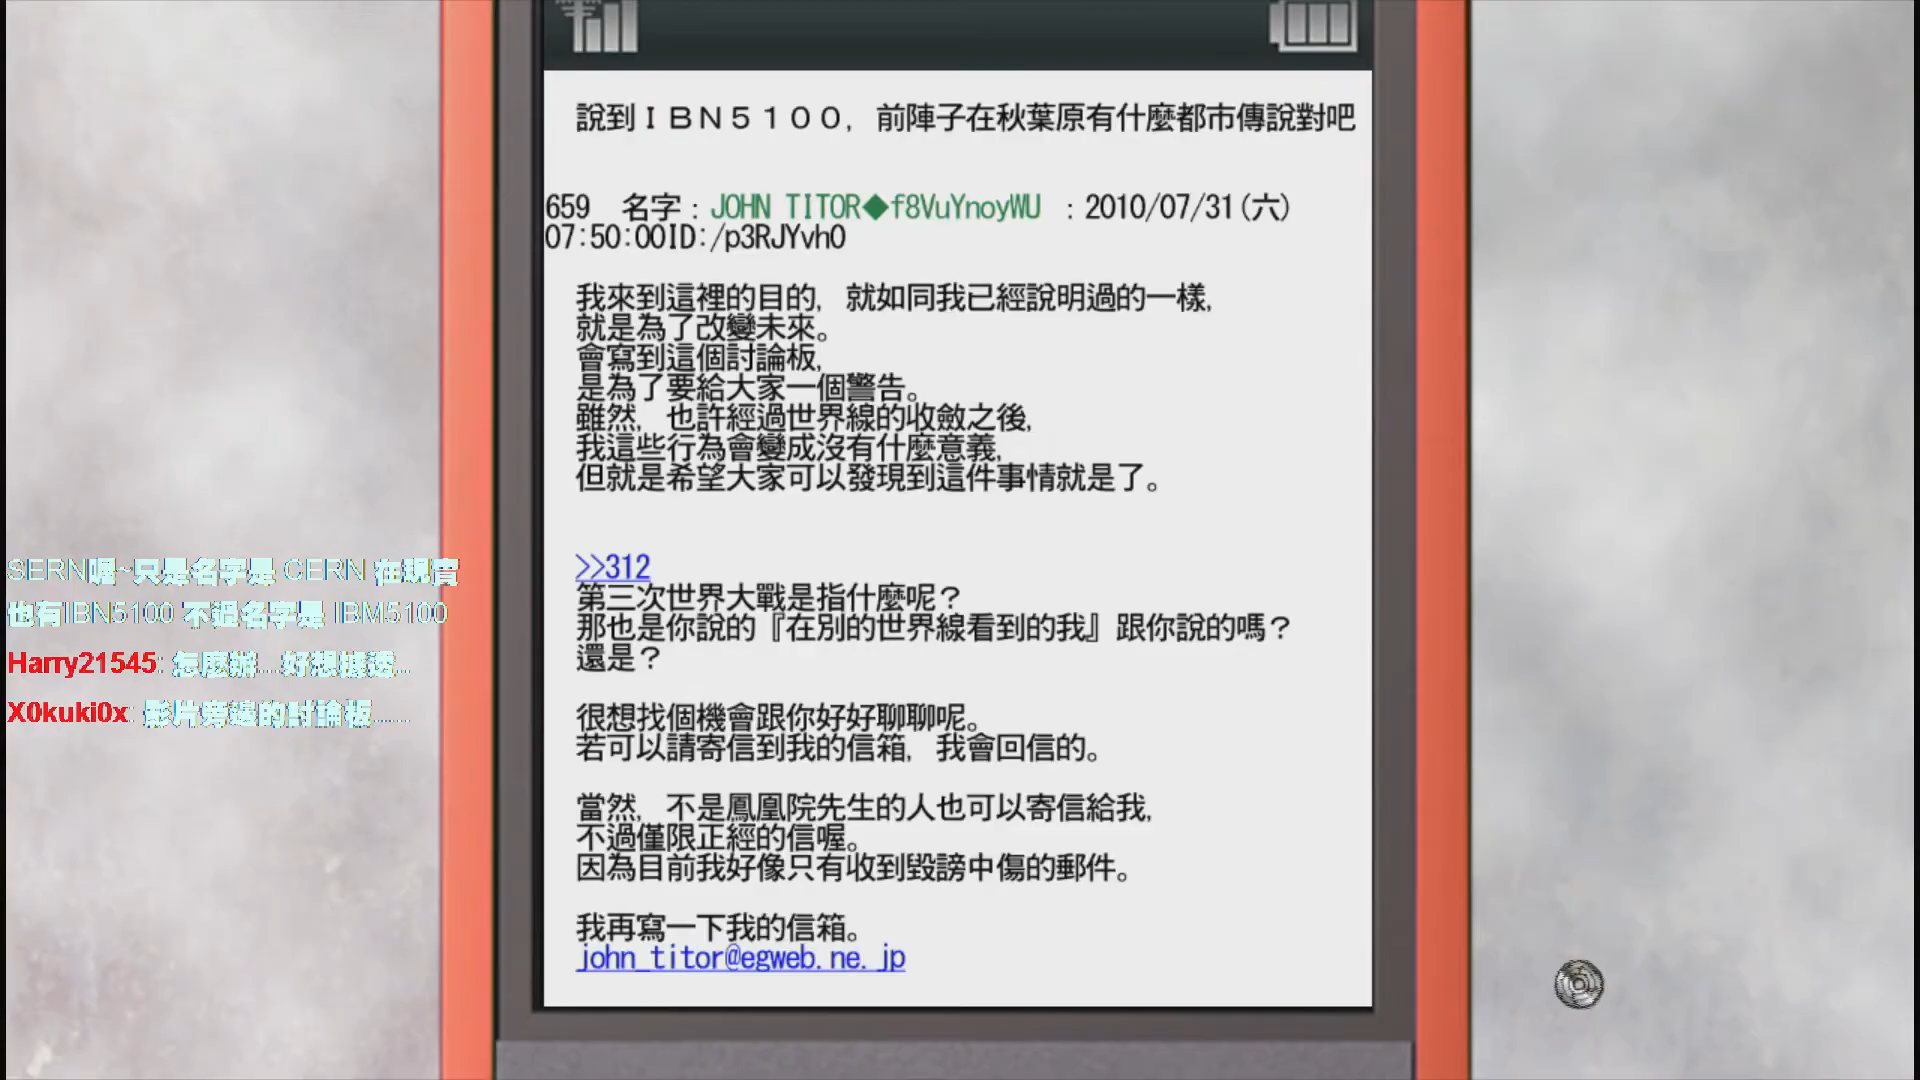 說到ＩＢＮ５１００，前陣子在秋葉原有什麼都市傳說對吧
659 名字：JOHN TITOR◆f8VuYnoyWU ：2010/07/31(六)
07:50:00ID:/p3RJYvh0
我來到這裡的目的，就如同我已經說明過的一樣，
就是為了改變未來。
會寫到這個討論板，
是為了要給大家一個警告。
雖然，也許經過世界線的收斂之後，
我這些行為會變成沒有什麼意義，
但就是希望大家可以發現到這件事情就是了。
>>312
第三次世界大戰是指什麼呢？
那也是你說的『在別的世界線看到的我』跟你說的嗎？
還是？
很想找個機會跟你好好聊聊呢。
若可以請寄信到我的信箱，我會回信的。
當然，不是鳳凰院先生的人也可以寄信給我，
不過僅限正經的信喔。
因為目前我好像只有收到毀謗中傷的郵件。
我再寫一下我的信箱。
john_titor@egweb.ne.jp
SERN喔~只是名字是 CERN 在現實
也有IBN5100 不過名字是 IBM5100
Harry21545: 怎麼辦....好想據透...
X0kuki0x: 影片旁邊的討論板.......